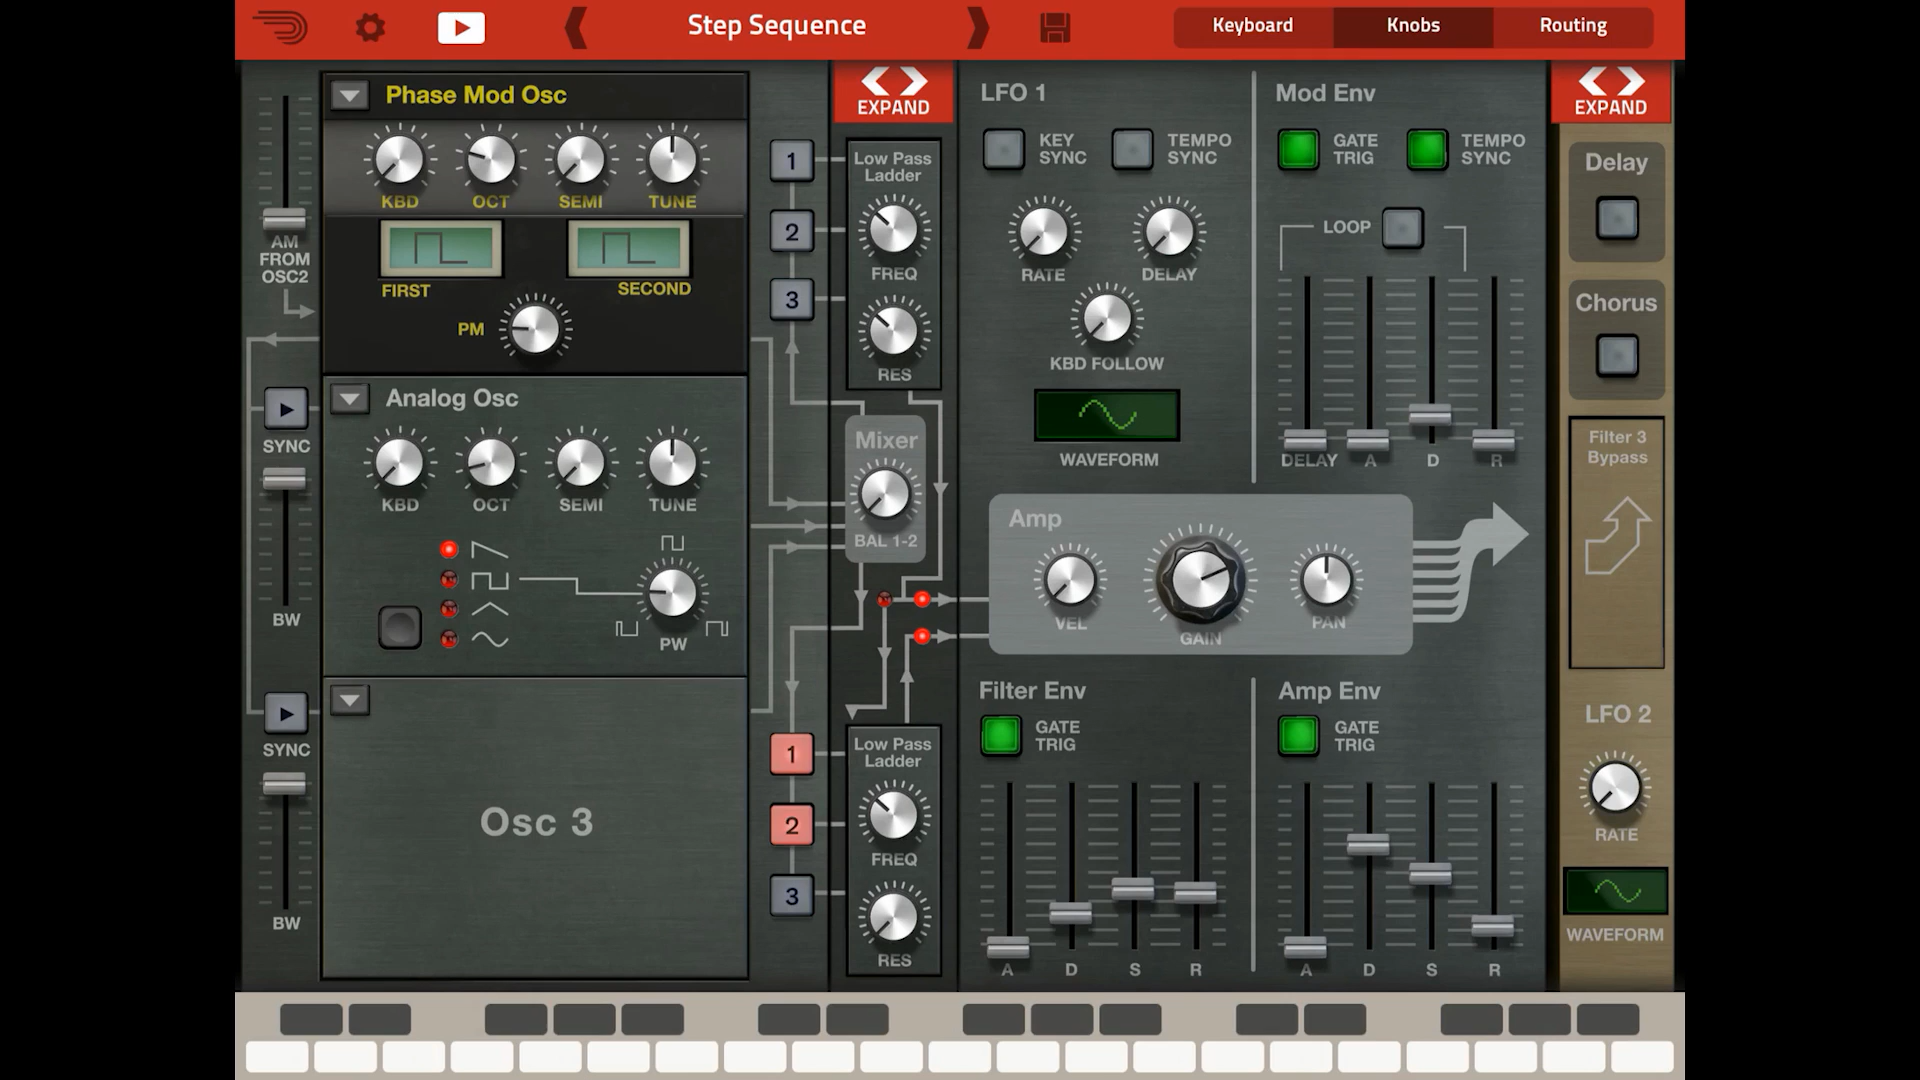 Step Sequence
Keyboard
Knobs
Routing
Phase Mod Osc
KBD
OCT
SEMI
TUNE
FIRST
SECOND
PM
AM
FROM
OSC2
SYNC
BW
SYNC
BW
Analog Osc
KBD
OCT
SEMI
TUNE
PW
Osc 3
EXPAND
1
2
3
Low Pass
Ladder
FREQ
RES
Mixer
BAL 1-2
1
2
3
Low Pass
Ladder
FREQ
RES
LFO 1
KEY
SYNC
TEMPO
SYNC
RATE
DELAY
KBD FOLLOW
WAVEFORM
Mod Env
GATE
TRIG
TEMPO
SYNC
LOOP
DELAY
A
D
R
Amp
VEL
GAIN
PAN
Filter Env
GATE
TRIG
A
D
S
R
Amp Env
GATE
TRIG
A
D
S
R
EXPAND
Delay
Chorus
Filter 3
Bypass
LFO 2
RATE
WAVEFORM